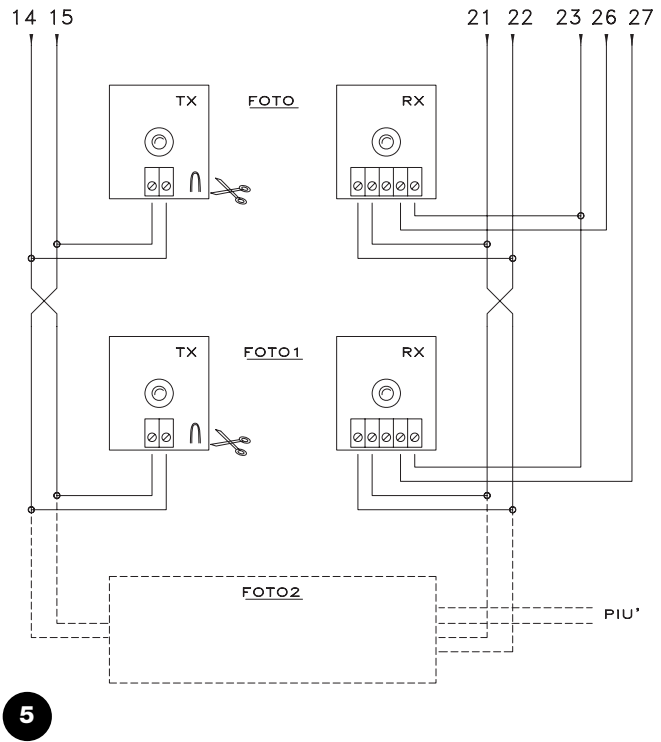 14 15 21 22 23 26 27
TX FOTO RX
TX FOTO1 RX
FOTO2
PIU'
5